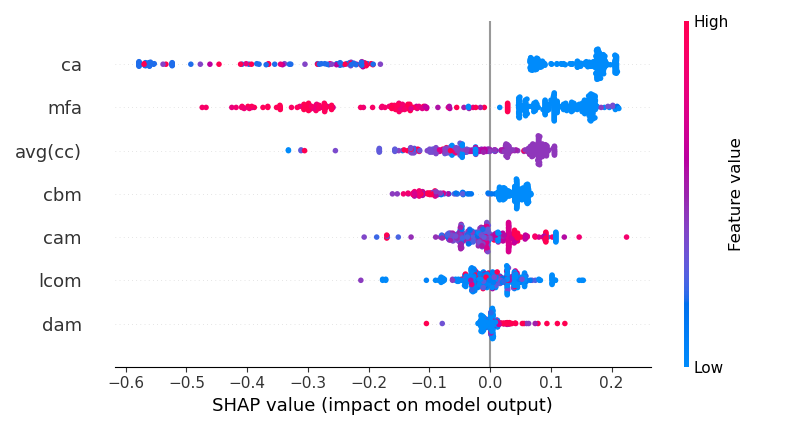 High
ca
mfa
avg(cc)
cbm
cam
lcom
dam
Feature value
Low
−0.6 −0.5 −0.4 −0.3 −0.2 −0.1 0.0 0.1 0.2
SHAP value (impact on model output)